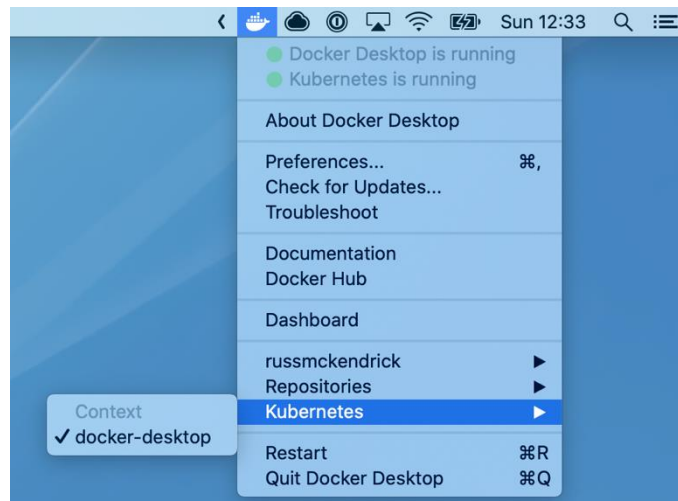 Sun 12:33
Docker Desktop is running
Kubernetes is running
About Docker Desktop
Preferences... ⌘,
Check for Updates...
Troubleshoot
Documentation
Docker Hub
Dashboard
russmckendrick
Repositories
Kubernetes
Context
✓ docker-desktop
Restart ⌘R
Quit Docker Desktop ⌘Q